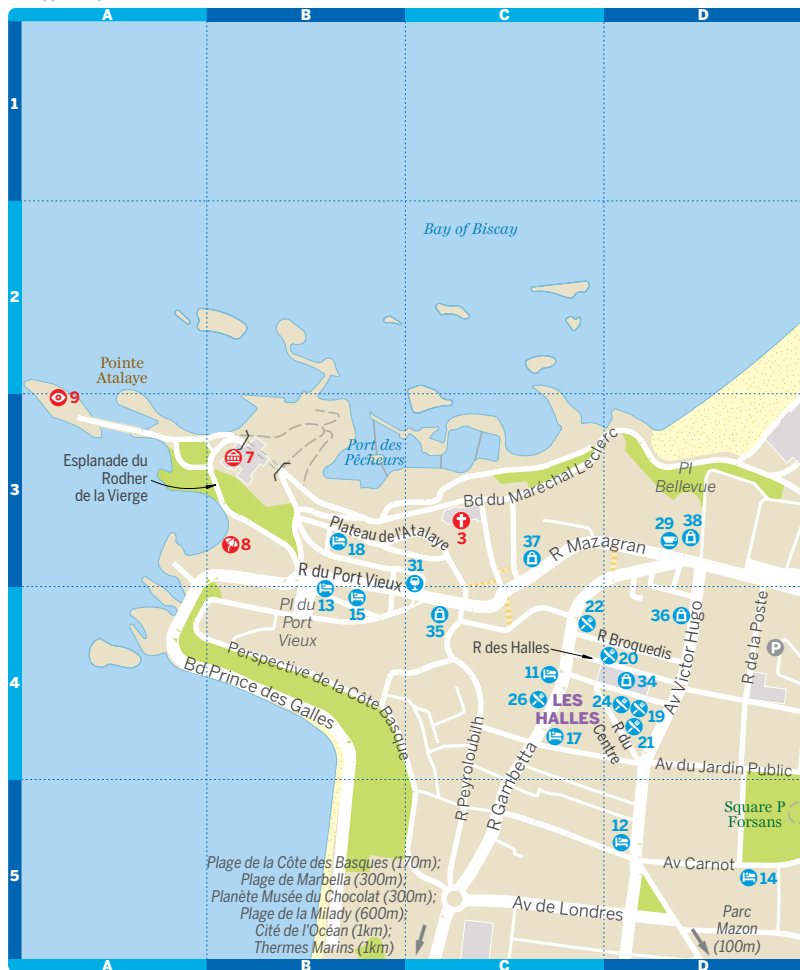 A B C D
1
Bay of Biscay
2
Pointe
Atalaye
9
Port des
Pêcheurs
7
Esplanade du
Rodher
de la Vierge
Bd du Maréchal Leclerc
Pl
Bellevue
3
Plateau de l'Atalaye
3
29
38
8
18
37
R. Mazagran
31
R du Port Vieux
13
15
22
36
Pl du
Port
Vieux
35
R Broquedis
R des Halles
20
Av Victor Hugo
R de la Poste
P
4
Perspective de la Côte Basque
11
34
Bd Prince des Galles
26
LES
HALLES
24
19
17
21
R du
Centre
R Peyroloubilh
R Gambetta
Av du Jardin Public
Square P
Forsans
12
Plage de la Côte des Basques (170m);
Plage de Marbella (300m);
Planète Musée du Chocolat (300m);
Plage de la Milady (600m);
Cité de l'Océan (1km);
Thermes Marins (1km)
Av Carnot
14
5
Av de Londres
Parc
Mazon
(100m)
A B C D